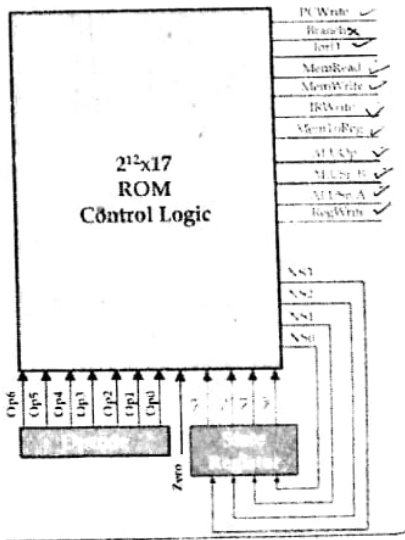 PCWrite
Branch
IorD
MemRead
MemWrite
IRWrite
MemToReg
ALUOp
ALUSrcB
ALUSrcA
RegWrite
2¹²x17
ROM
Control Logic
NS3
NS2
NS1
NS0
Op6
Op5
Op4
Op3
Op2
Op1
Op0
Zero